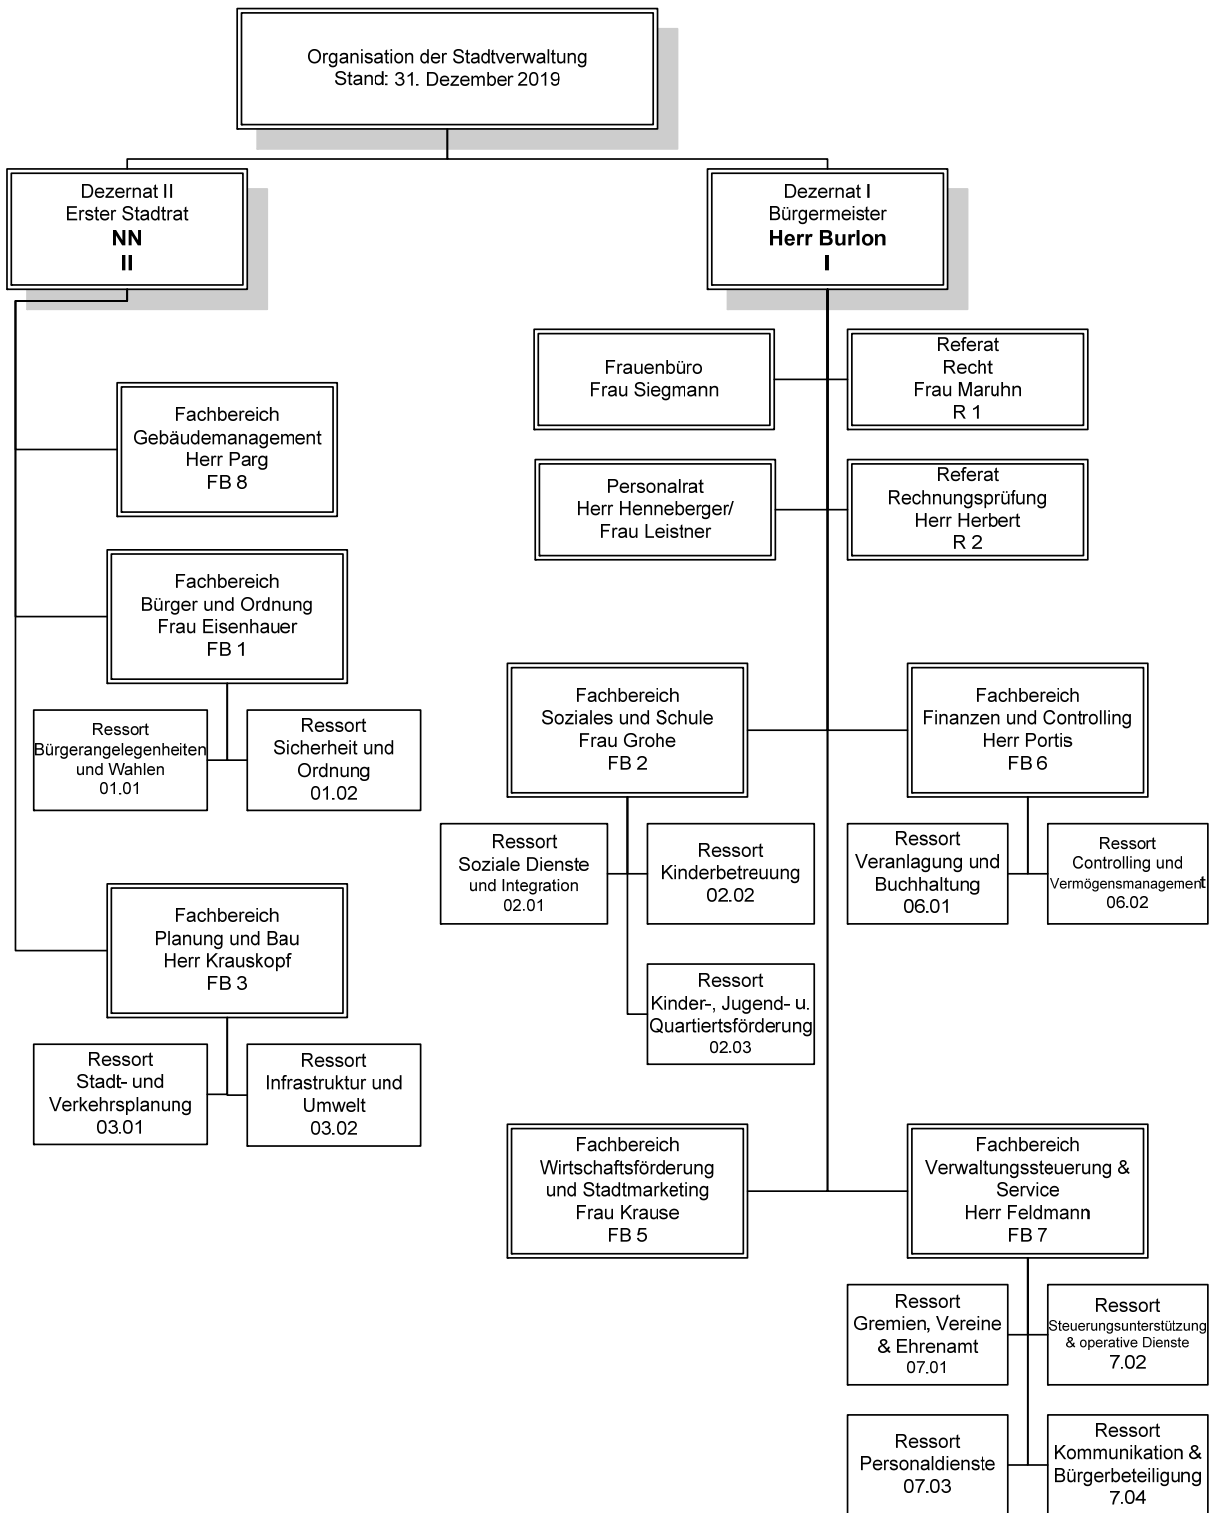 Organisation der Stadtverwaltung
Stand: 31. Dezember 2019
Dezernat II
Erster Stadtrat
NN
II
Dezernat I
Bürgermeister
Herr Burlon
I
Frauenbüro
Frau Siegmann
Referat
Recht
Frau Maruhn
R 1
Fachbereich
Gebäudemanagement
Herr Parg
FB 8
Personalrat
Herr Henneberger/
Frau Leistner
Referat
Rechnungsprüfung
Herr Herbert
R 2
Fachbereich
Bürger und Ordnung
Frau Eisenhauer
FB 1
Ressort
Bürgerangelegenheiten
und Wahlen
01.01
Ressort
Sicherheit und
Ordnung
01.02
Fachbereich
Soziales und Schule
Frau Grohe
FB 2
Fachbereich
Finanzen und Controlling
Herr Portis
FB 6
Ressort
Soziale Dienste
und Integration
02.01
Ressort
Kinderbetreuung
02.02
Ressort
Veranlagung und
Buchhaltung
06.01
Ressort
Controlling und
Vermögensmanagement
06.02
Fachbereich
Planung und Bau
Herr Krauskopf
FB 3
Ressort
Kinder-, Jugend- u.
Quartiertsförderung
02.03
Ressort
Stadt- und
Verkehrsplanung
03.01
Ressort
Infrastruktur und
Umwelt
03.02
Fachbereich
Wirtschaftsförderung
und Stadtmarketing
Frau Krause
FB 5
Fachbereich
Verwaltungssteuerung &
Service
Herr Feldmann
FB 7
Ressort
Gremien, Vereine
& Ehrenamt
07.01
Ressort
Steuerungsunterstützung
& operative Dienste
7.02
Ressort
Personaldienste
07.03
Ressort
Kommunikation &
Bürgerbeteiligung
7.04